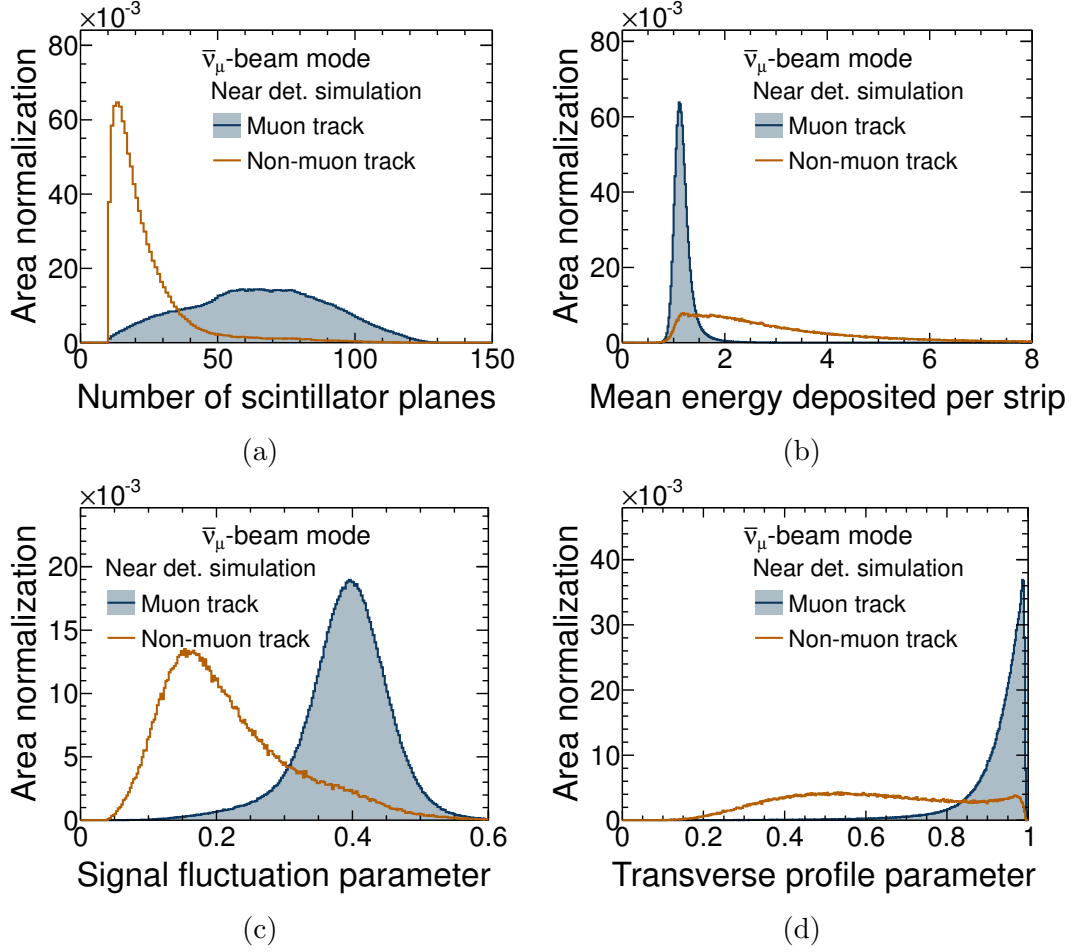 ×10⁻³
80
60
40
20
0
0 50 100 150
Area normalization
Number of scintillator planes
ν̅μ-beam mode
Near det. simulation
Muon track
Non-muon track
(a)
×10⁻³
80
60
40
20
0
0 2 4 6 8
Area normalization
Mean energy deposited per strip
ν̅μ-beam mode
Near det. simulation
Muon track
Non-muon track
(b)
×10⁻³
20
15
10
5
0
0 0.2 0.4 0.6
Area normalization
Signal fluctuation parameter
ν̅μ-beam mode
Near det. simulation
Muon track
Non-muon track
(c)
×10⁻³
40
30
20
10
0
0 0.2 0.4 0.6 0.8 1
Area normalization
Transverse profile parameter
ν̅μ-beam mode
Near det. simulation
Muon track
Non-muon track
(d)